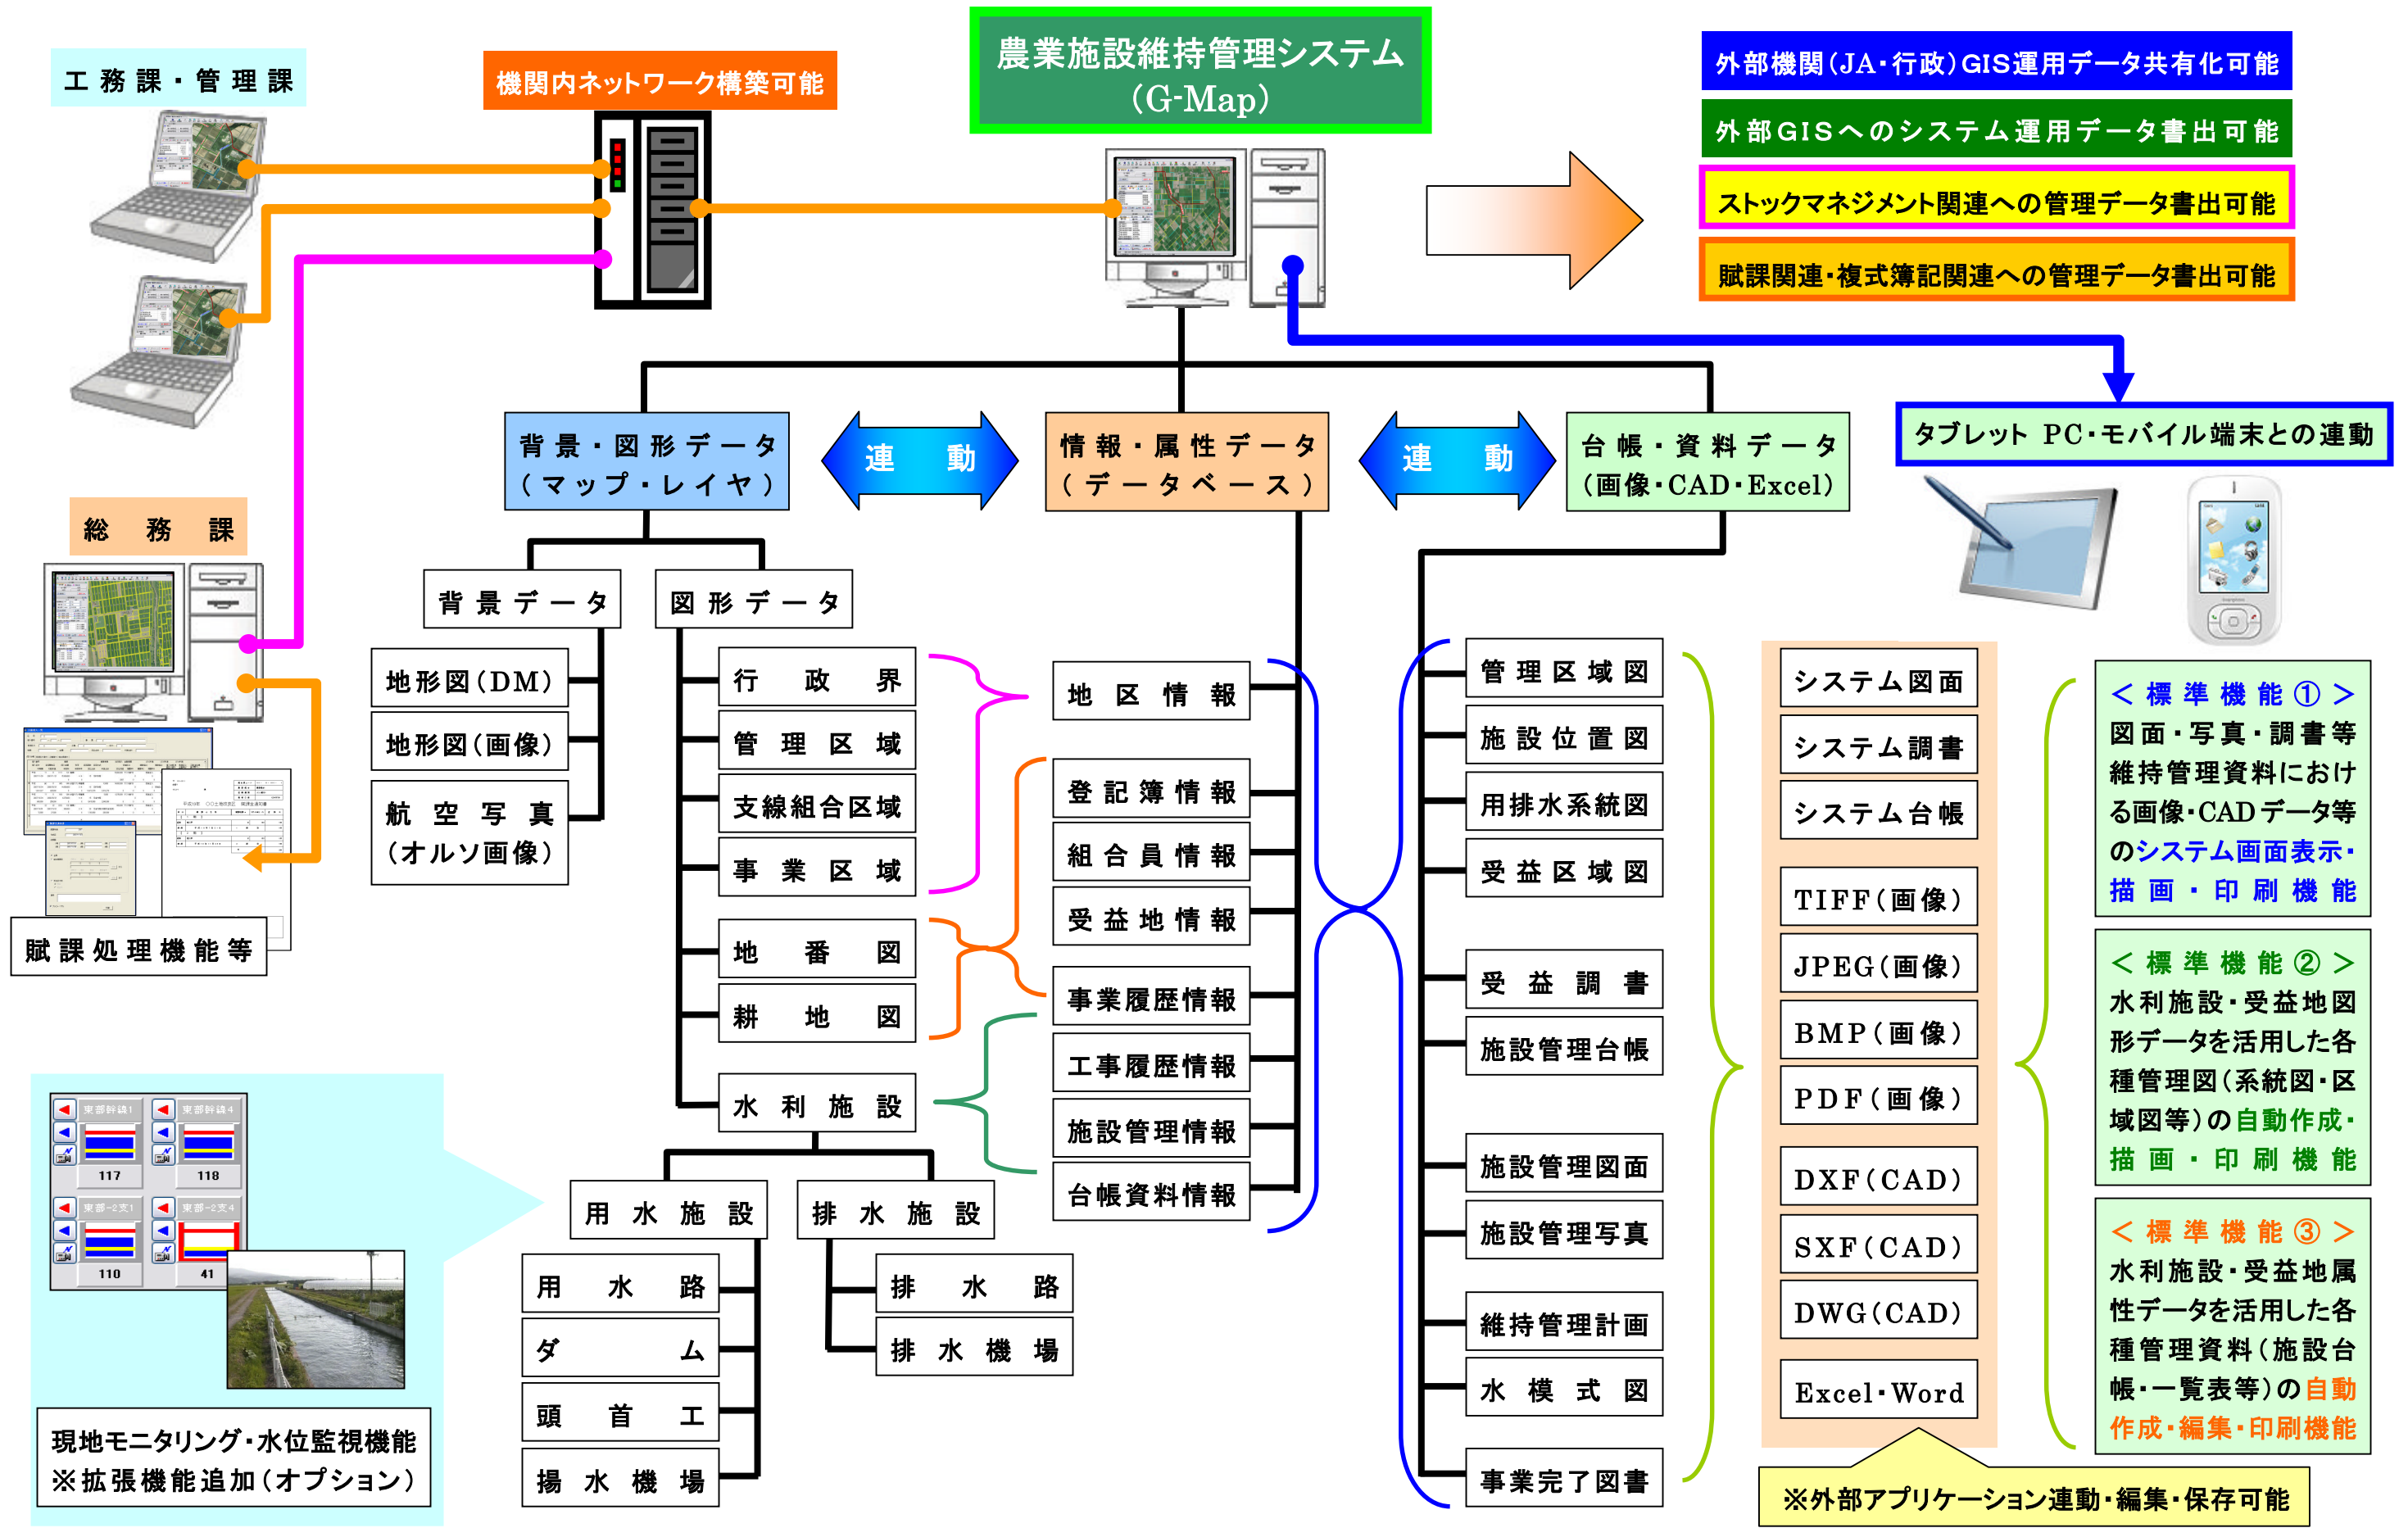 農業施設維持管理システム
（G-Map）
工務課・管理課
機関内ネットワーク構築可能
外部機関（JA・行政）GIS運用データ共有化可能
外部GISへのシステム運用データ書出可能
ストックマネジメント関連への管理データ書出可能
賦課関連・複式簿記関連への管理データ書出可能
タブレット PC・モバイル端末との連動
背景・図形データ
（マップ・レイヤ）
連 動
情報・属性データ
（データベース）
連 動
台帳・資料データ
（画像・CAD・Excel）
総務課
賦課処理機能等
背景データ
地形図（DM）
地形図（画像）
航空写真
（オルソ画像）
図形データ
行政界
管理区域
支線組合区域
事業区域
地番図
耕地図
水利施設
用水施設
用水路
ダム
頭首工
揚水機場
排水施設
排水路
排水機場
地区情報
登記簿情報
組合員情報
受益地情報
事業履歴情報
工事履歴情報
施設管理情報
台帳資料情報
管理区域図
施設位置図
用排水系統図
受益区域図
受益調書
施設管理台帳
施設管理図面
施設管理写真
維持管理計画
水模式図
事業完了図書
システム図面
システム調書
システム台帳
TIFF（画像）
JPEG（画像）
BMP（画像）
PDF（画像）
DXF（CAD）
SXF（CAD）
DWG（CAD）
Excel・Word
※外部アプリケーション連動・編集・保存可能
＜標準機能①＞
図面・写真・調書等
維持管理資料におけ
る画像・CADデータ等
のシステム画面表示・
描画・印刷機能
＜標準機能②＞
水利施設・受益地図
形データを活用した各
種管理図（系統図・区
域図等）の自動作成・
描画・印刷機能
＜標準機能③＞
水利施設・受益地属
性データを活用した各
種管理資料（施設台
帳・一覧表等）の自動
作成・編集・印刷機能
東部幹線1
117
東部幹線4
118
東部-2支1
110
東部-2支4
41
現地モニタリング・水位監視機能
※拡張機能追加（オプション）